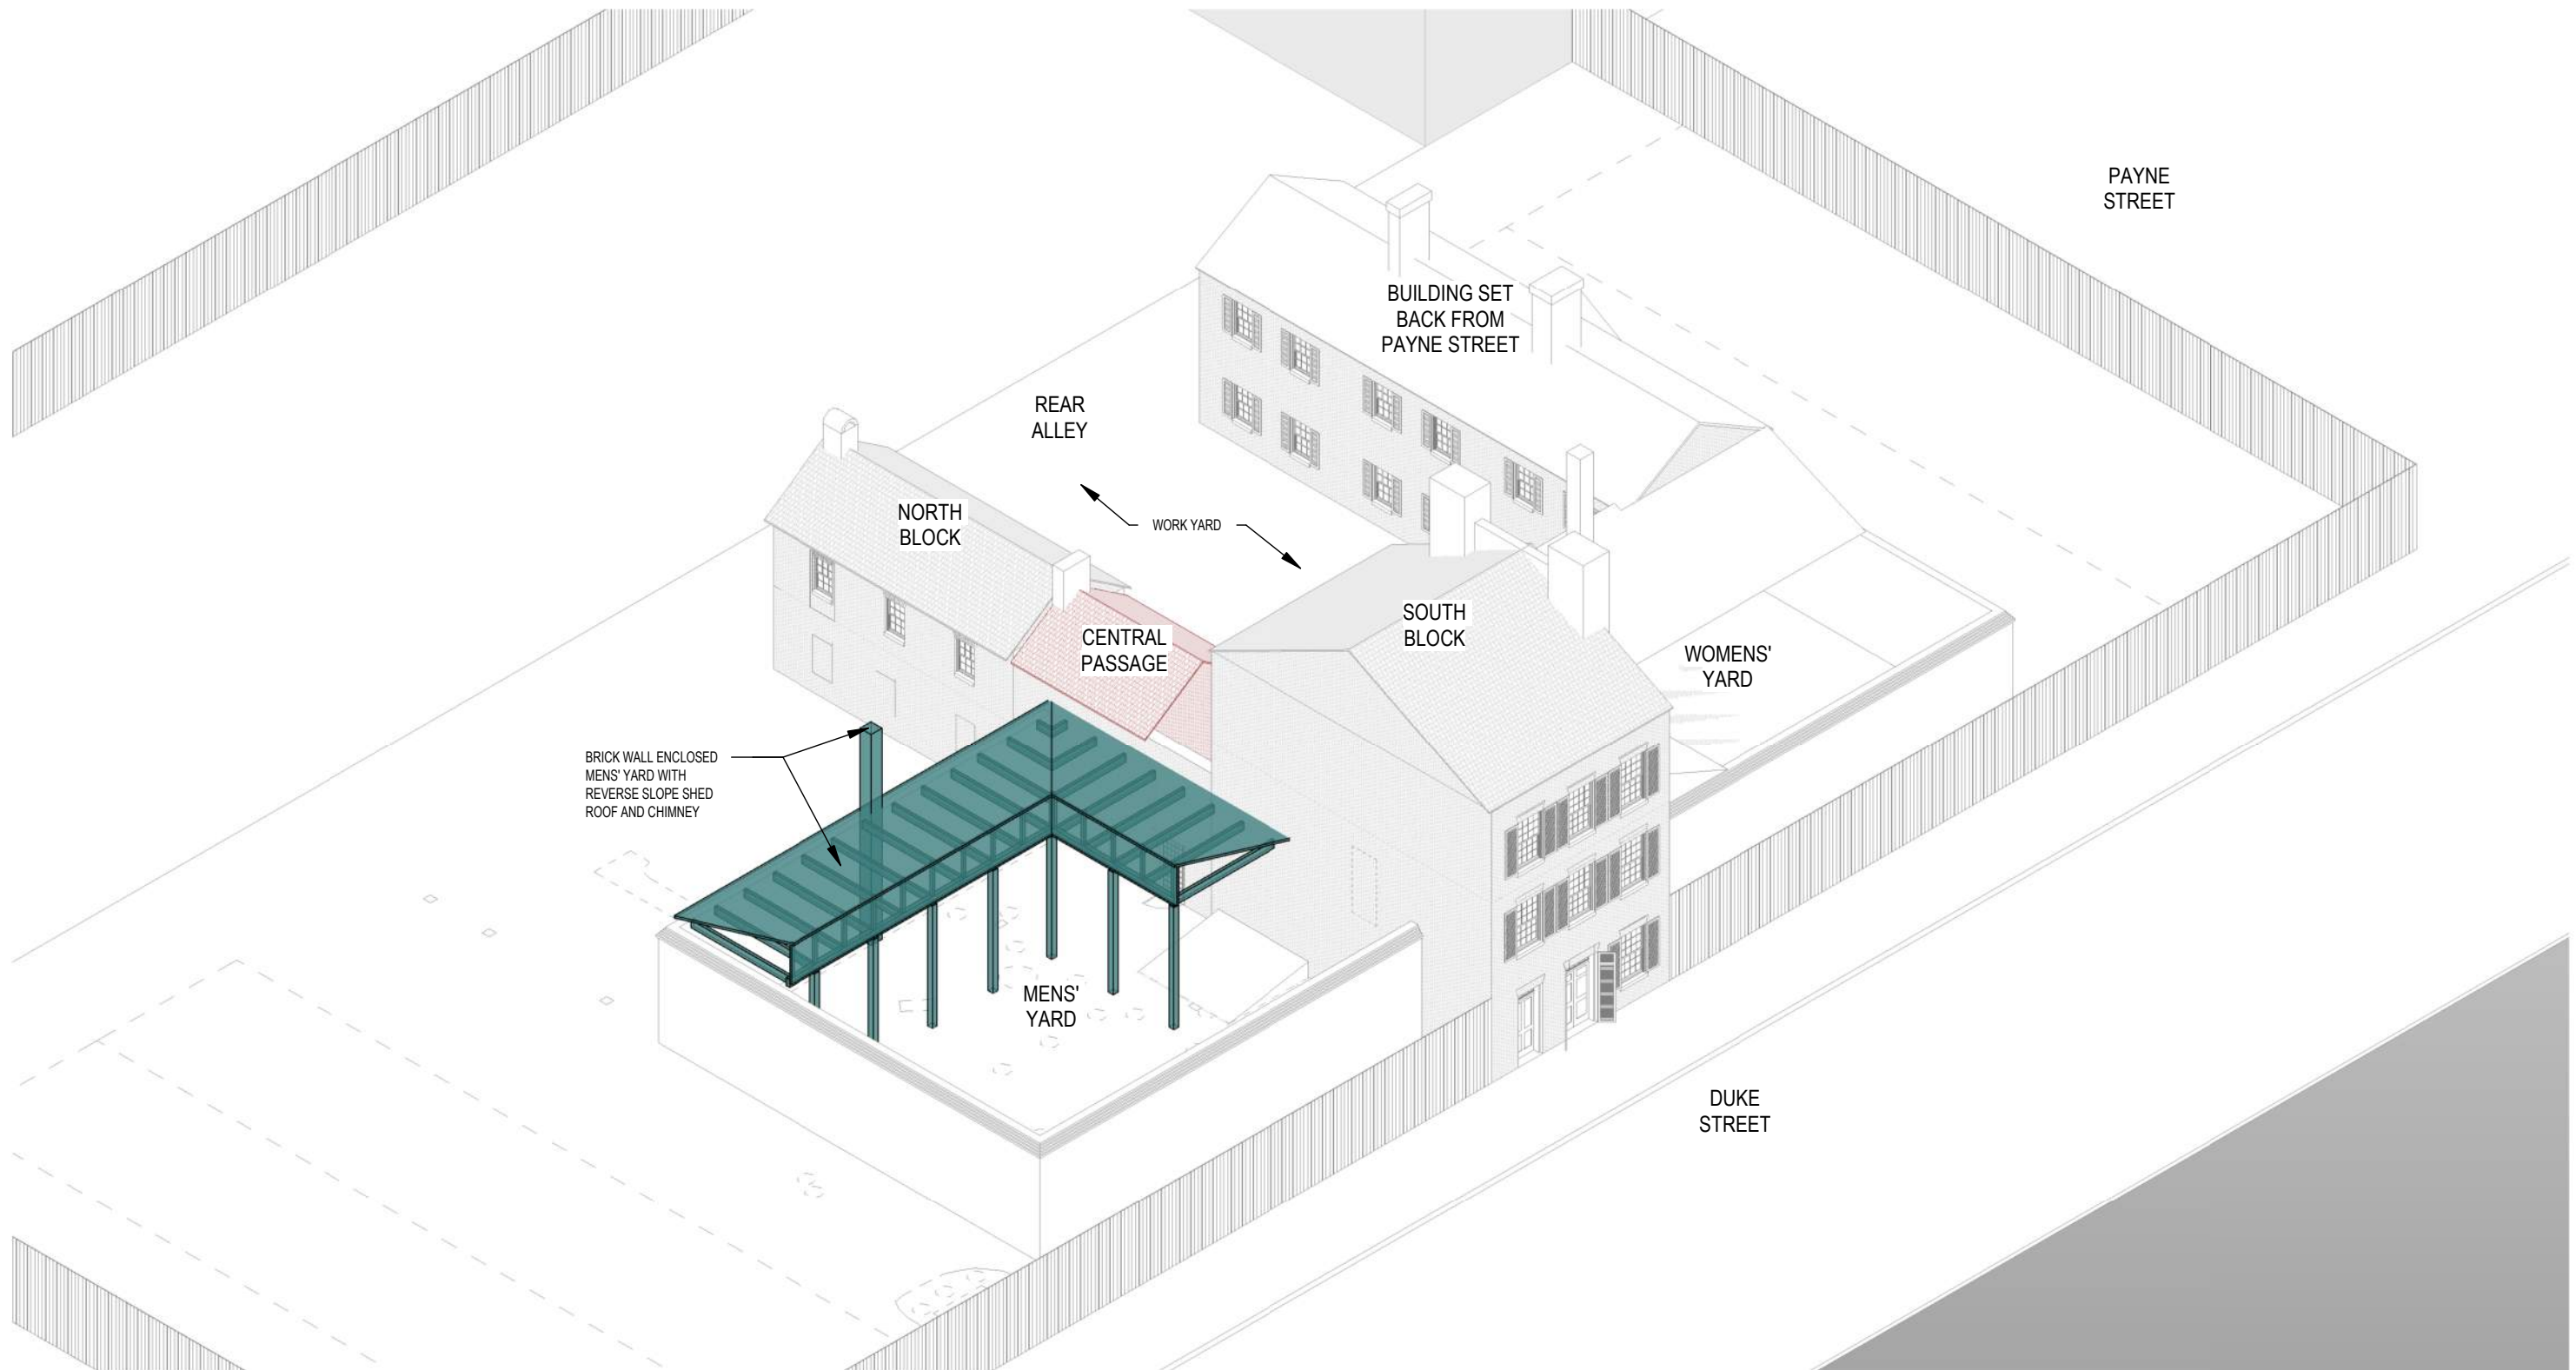 PAYNE
STREET
BUILDING SET
BACK FROM
PAYNE STREET
REAR
ALLEY
WORK YARD
NORTH
BLOCK
CENTRAL
PASSAGE
SOUTH
BLOCK
WOMENS'
YARD
BRICK WALL ENCLOSED
MENS' YARD WITH
REVERSE SLOPE SHED
ROOF AND CHIMNEY
MENS'
YARD
DUKE
STREET